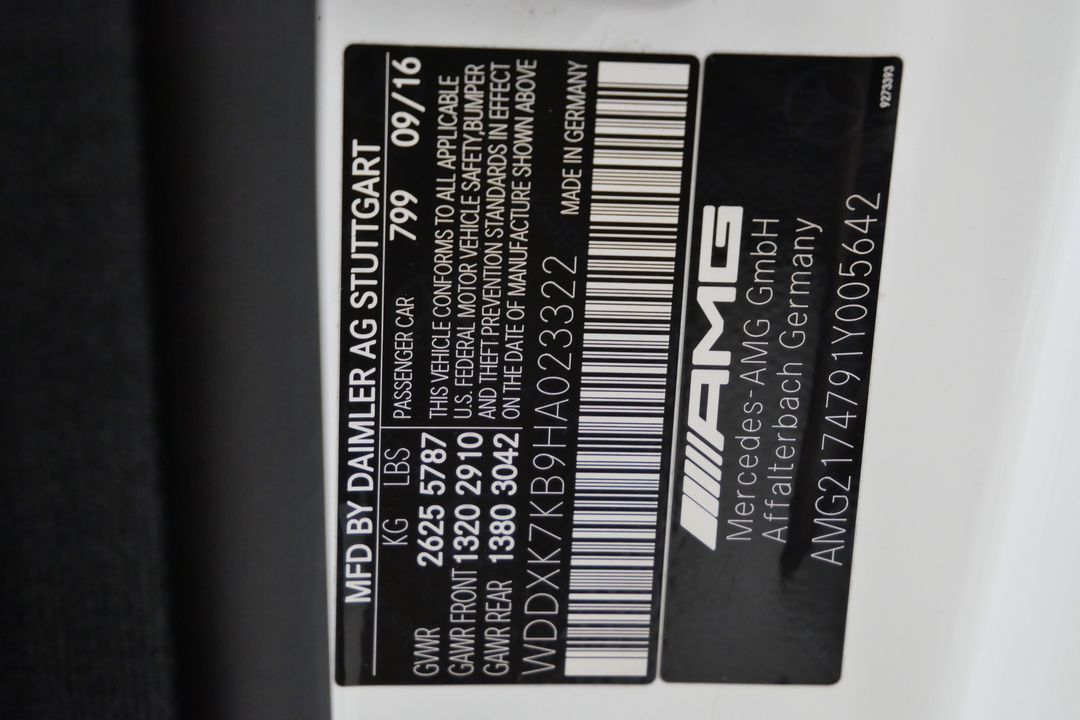 MFD BY DAIMLER AG STUTTGART
KG LBS
GVWR 2625 5787
GAWR FRONT 1320 2910
GAWR REAR 1380 3042
PASSENGER CAR 799 09/16
THIS VEHICLE CONFORMS TO ALL APPLICABLE
U.S. FEDERAL MOTOR VEHICLE SAFETY,BUMPER
AND THEFT PREVENTION STANDARDS IN EFFECT
ON THE DATE OF MANUFACTURE SHOWN ABOVE
WDDXK7KB9HA023322
MADE IN GERMANY
AMG
Mercedes-AMG GmbH
Affalterbach Germany
AMG2174791Y005642
9273393